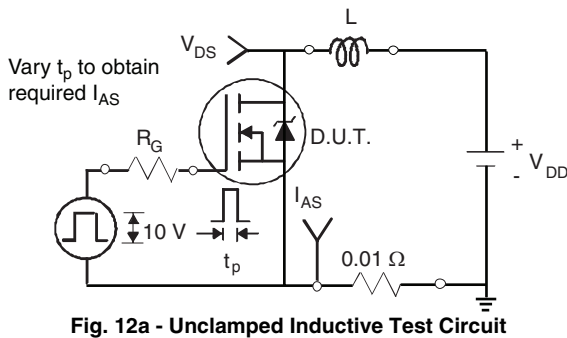 L
V_DS
Vary t_p to obtain
required I_AS
R_G
D.U.T.
+
V_DD
-
I_AS
10 V
t_p
0.01 Ω
Fig. 12a - Unclamped Inductive Test Circuit